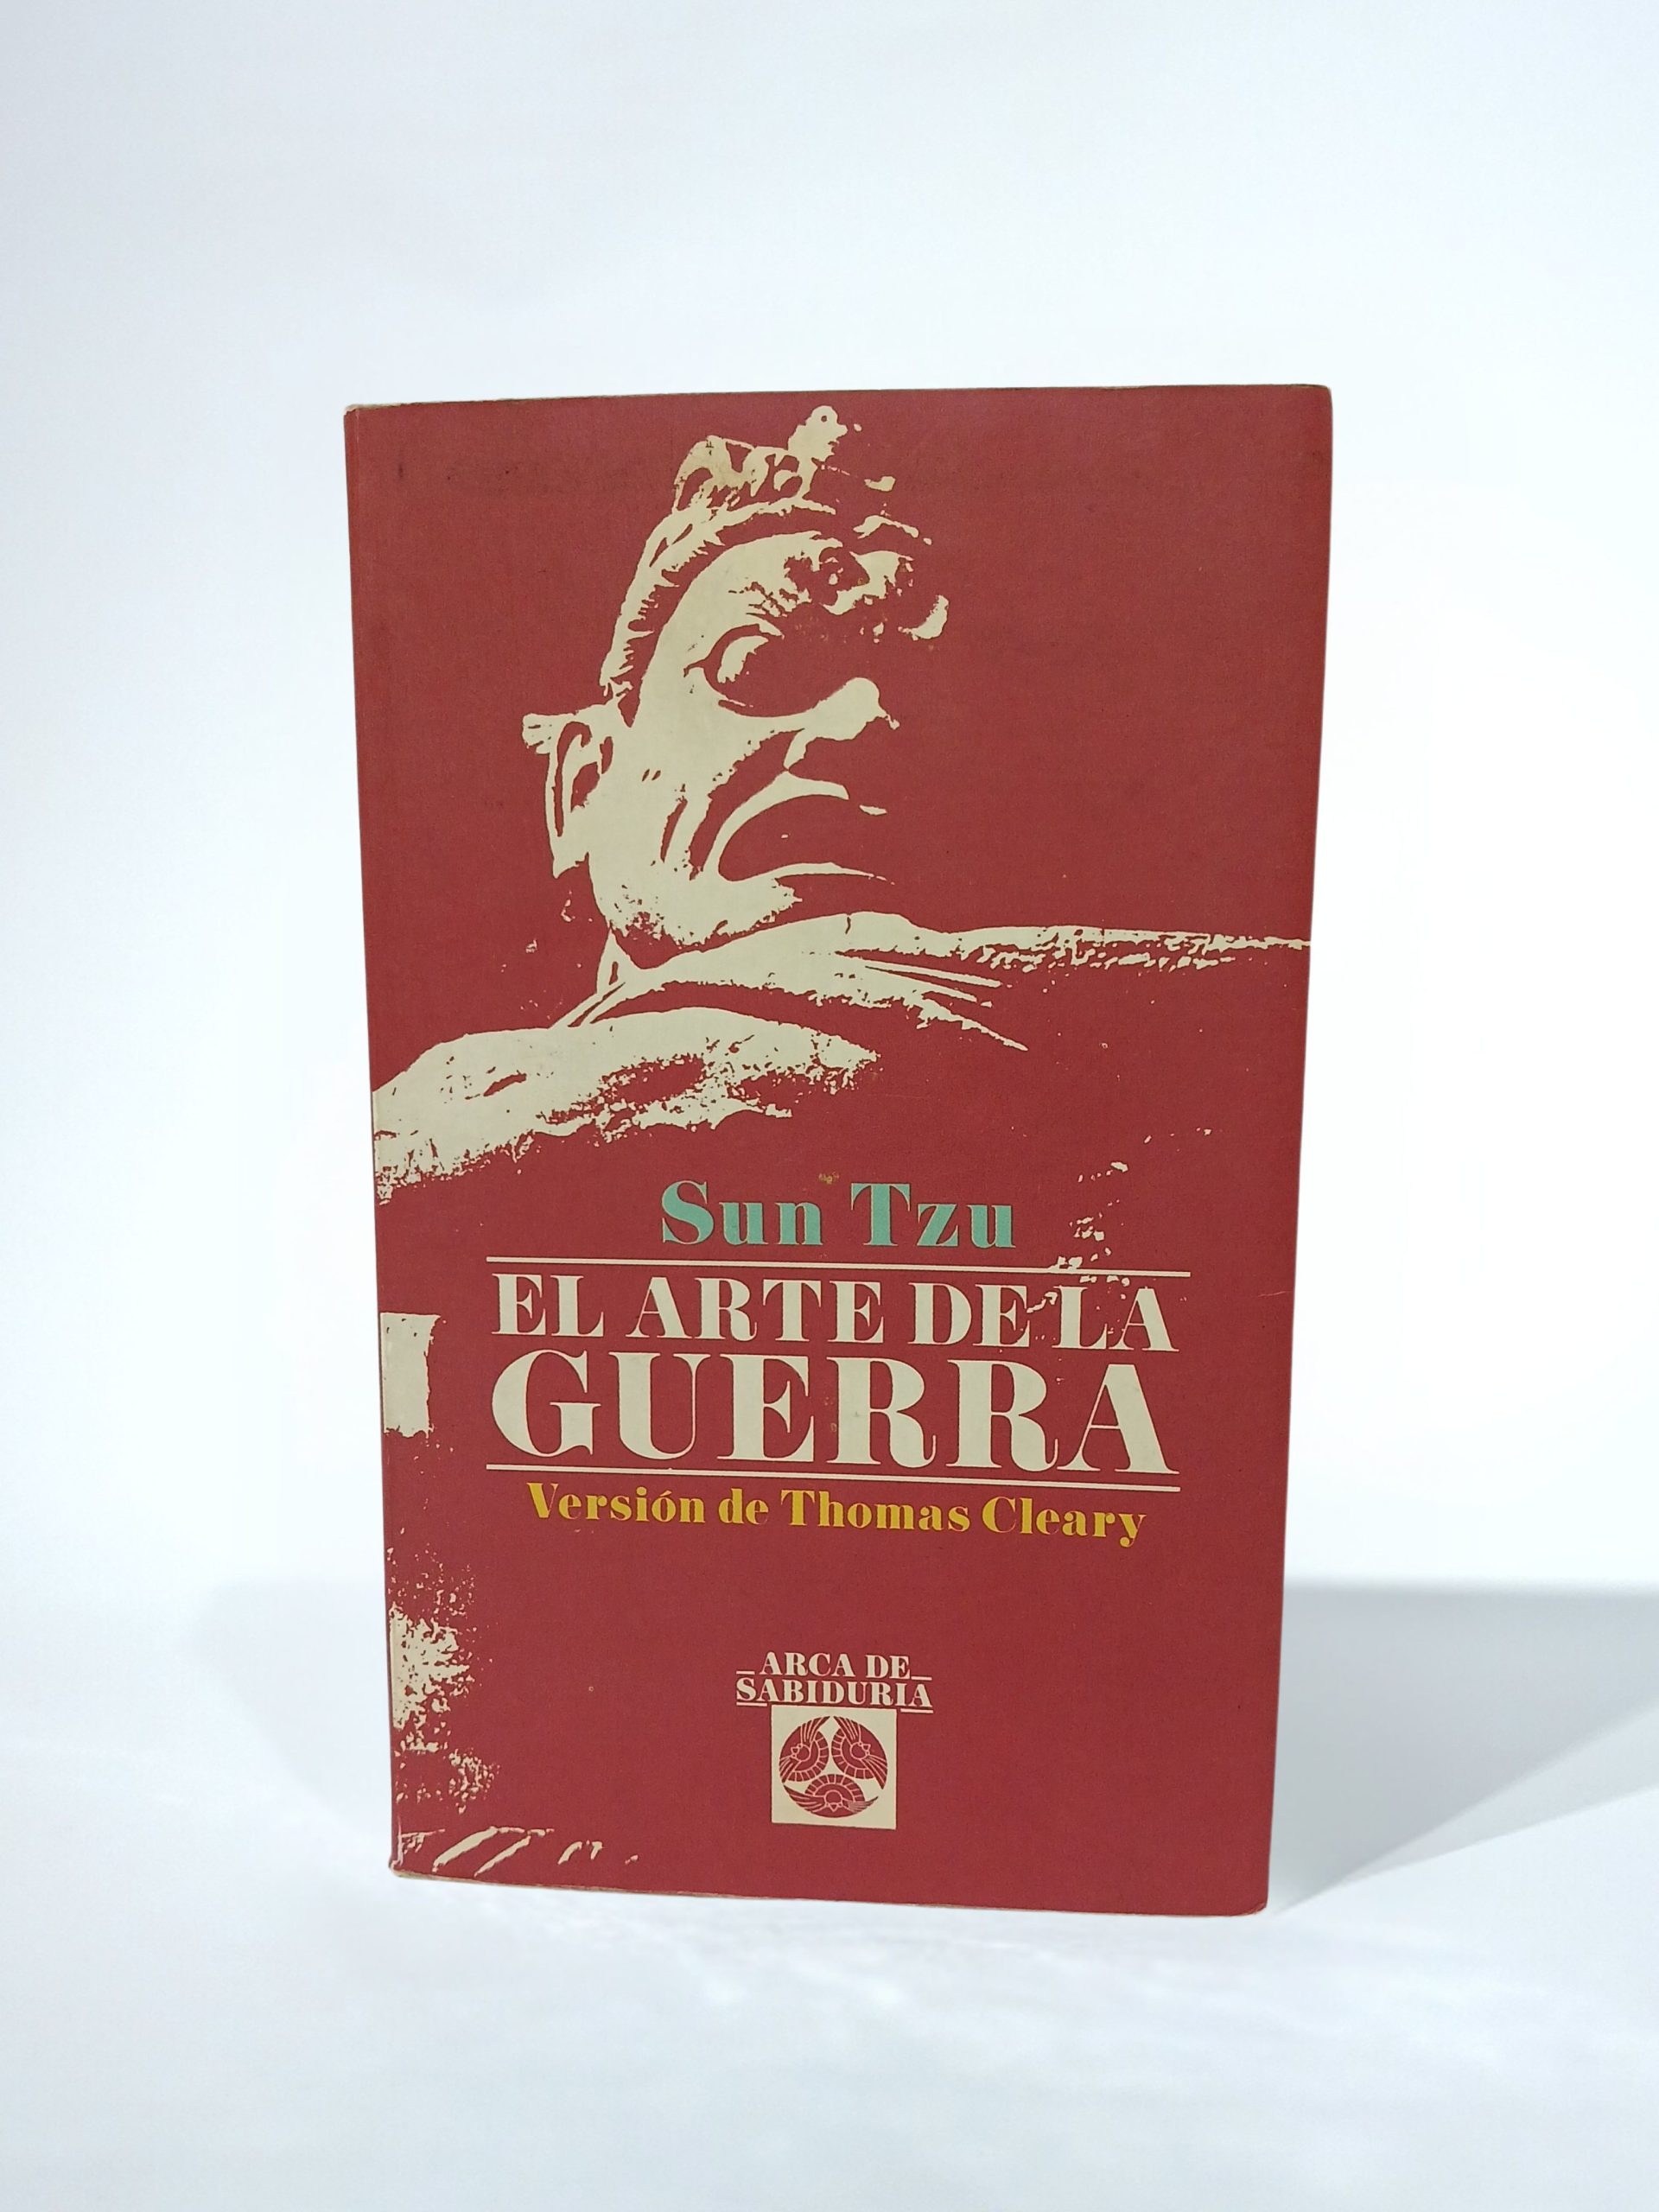 Sun Tzu
EL ARTE DE LA
GUERRA
Versión de Thomas Cleary
ARCA DE
SABIDURIA